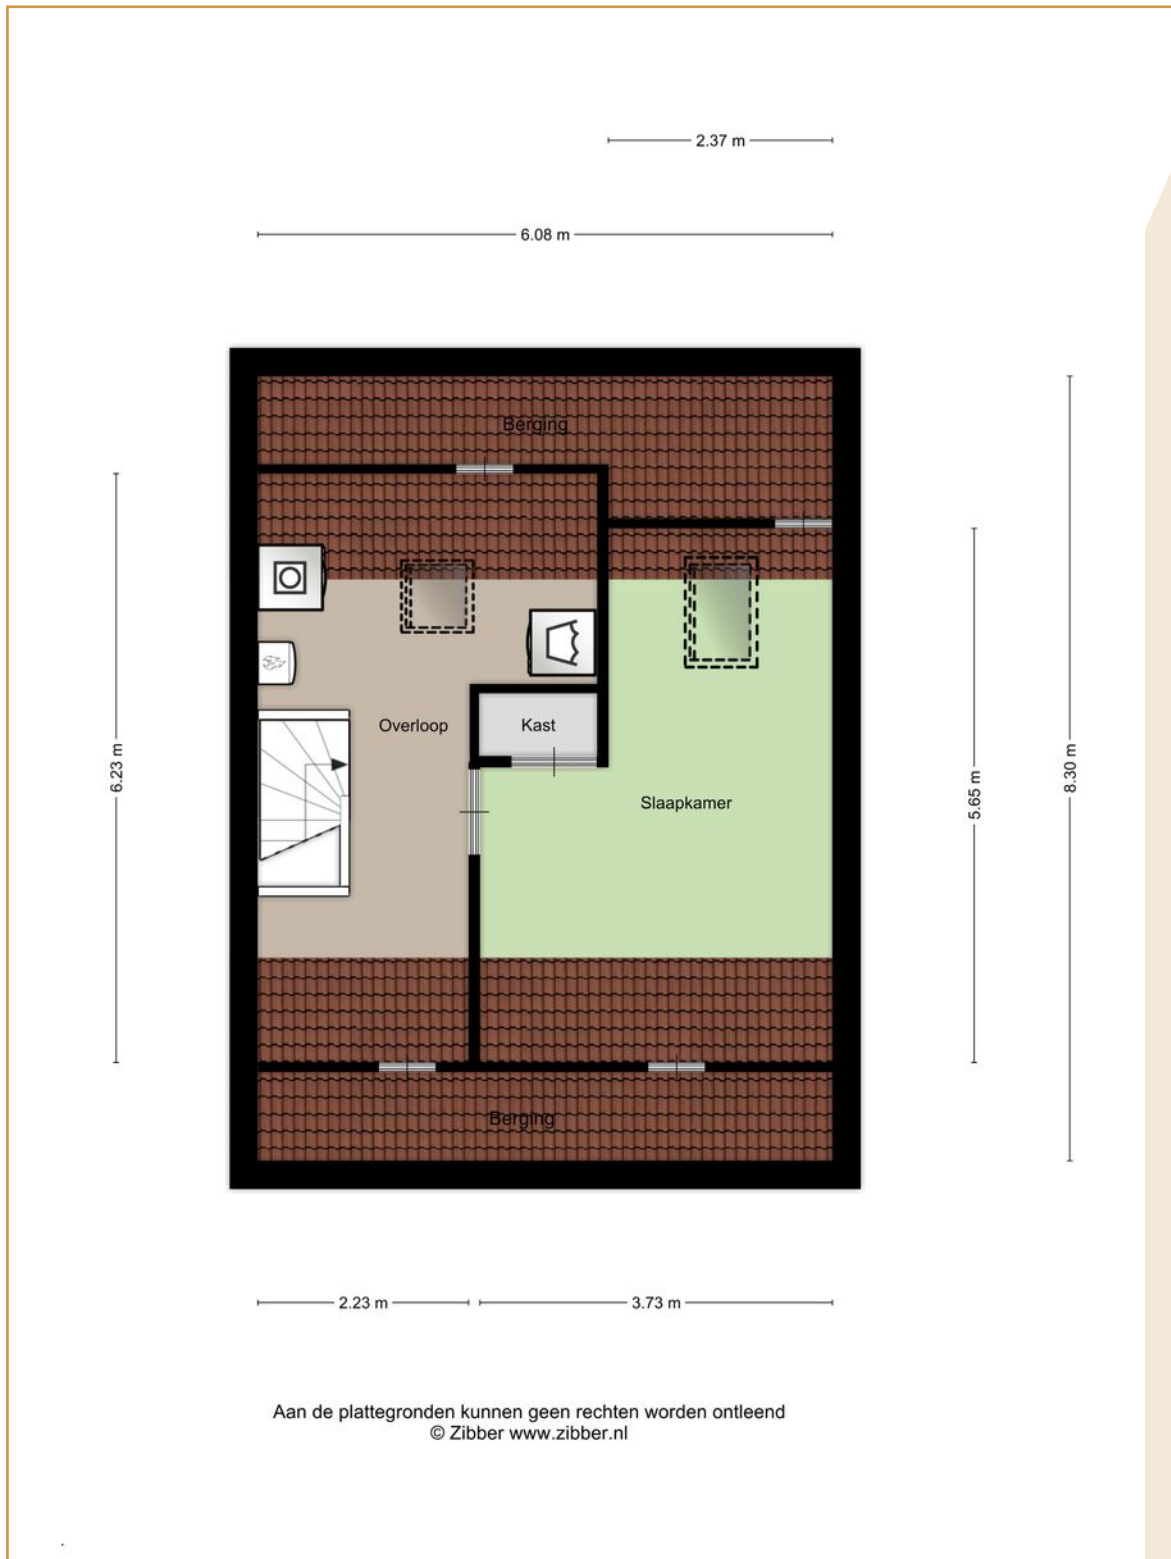 2.37 m
6.08 m
Berging
Overloop
Kast
Slaapkamer
6.23 m
5.65 m
8.30 m
Berging
2.23 m
3.73 m
Aan de plattegronden kunnen geen rechten worden ontleend
© Zibber www.zibber.nl